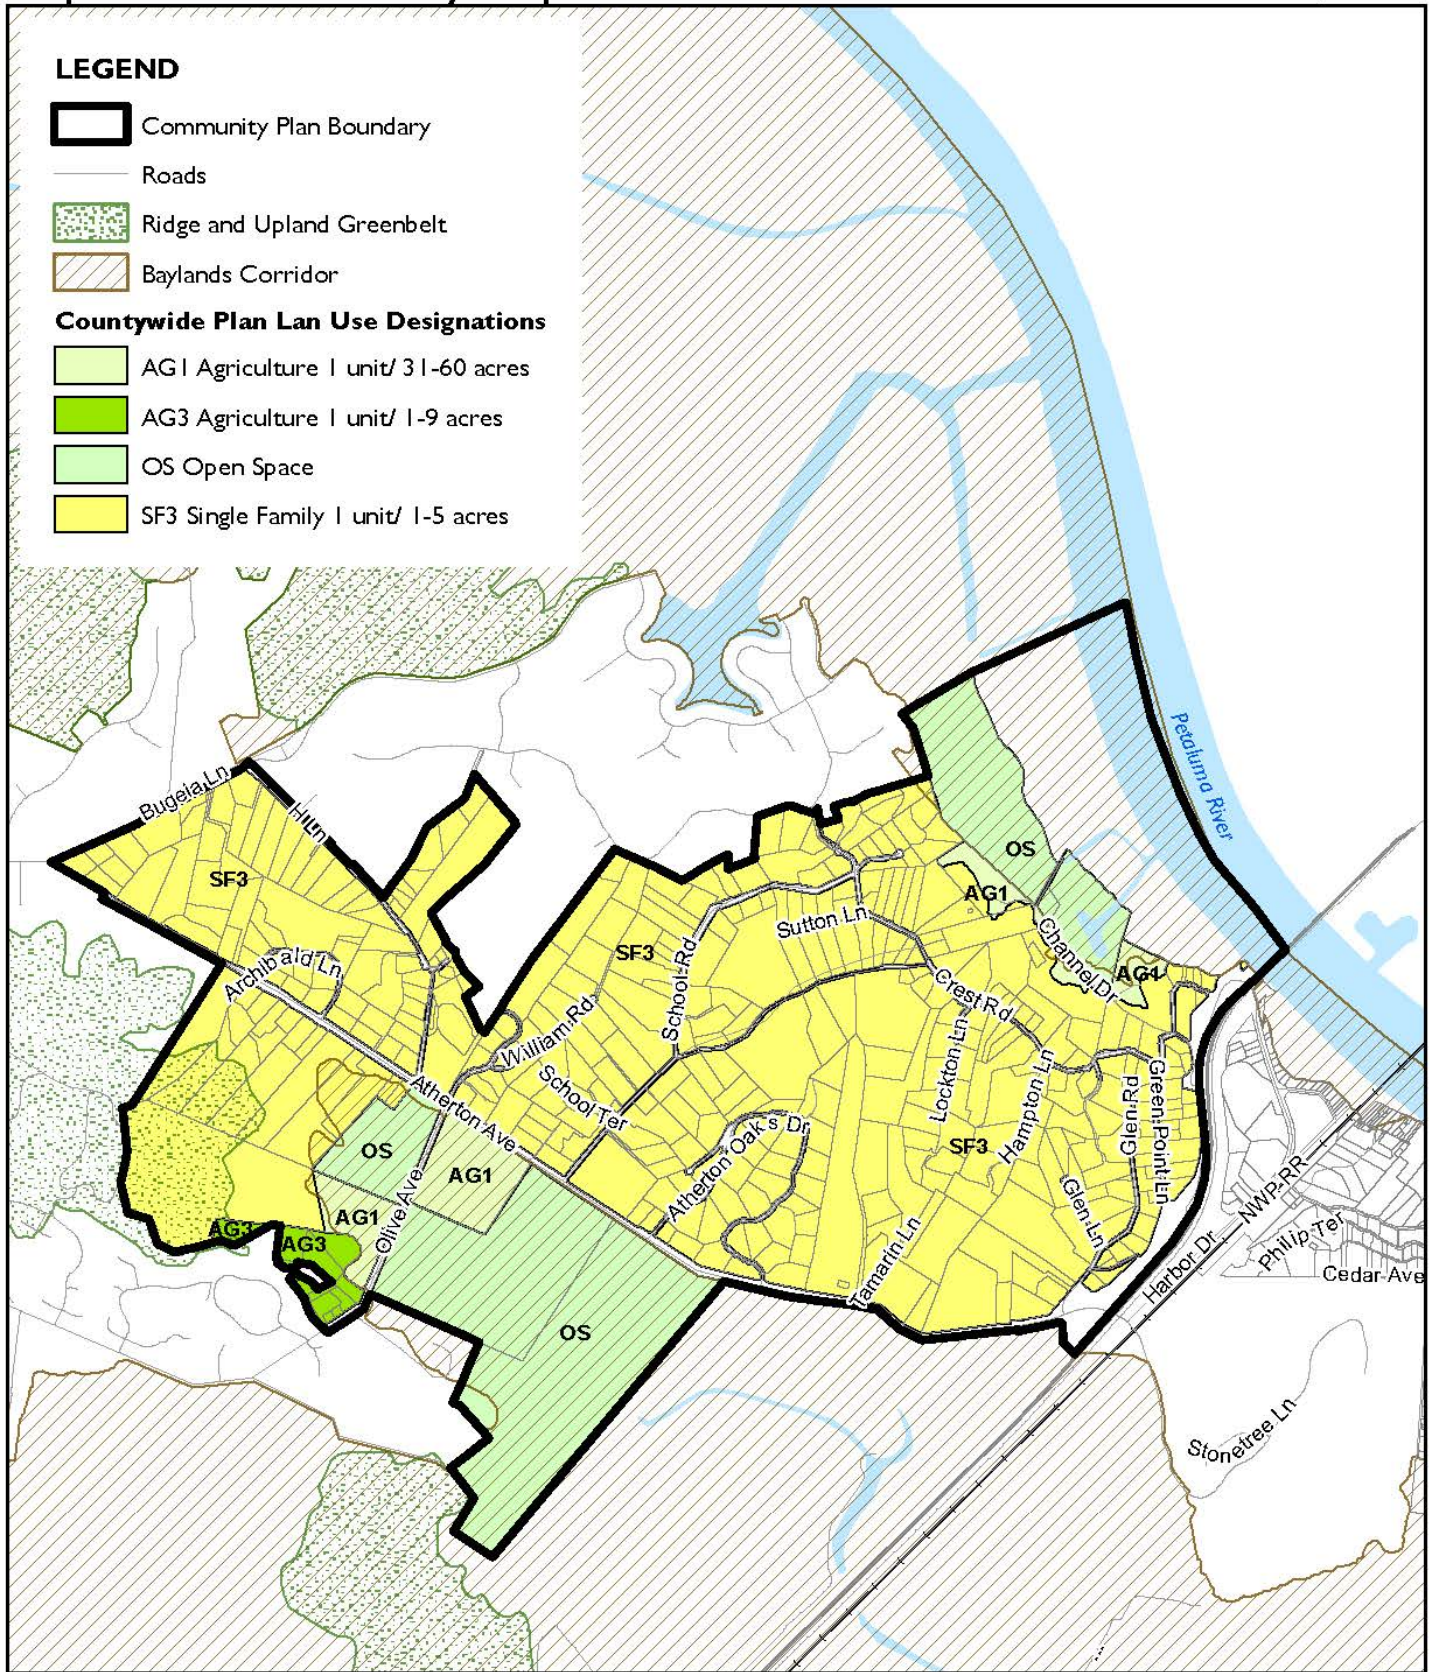 LEGEND
Community Plan Boundary
Roads
Ridge and Upland Greenbelt
Baylands Corridor
Countywide Plan Lan Use Designations
AG1 Agriculture 1 unit/ 31-60 acres
AG3 Agriculture 1 unit/ 1-9 acres
OS Open Space
SF3 Single Family 1 unit/ 1-5 acres
Petaluma River
Bugeia Ln
H Ln
SF3
OS
AG1
Sutton Ln
SF3
School Rd
Channel Dr
AG1
Archibald Ln
Crest Rd
William Rd
Lockton Ln
School Ter
Hampton Ln
Glen Rd
Green Point Ln
Atherton Ave
Atherton Oaks Dr
SF3
OS
AG1
AG1
Olive Ave
AG3
AG3
Glen Ln
Tamarin Ln
Harbor Dr
NWP RR
Philip Ter
Cedar Ave
OS
Stonetree Ln